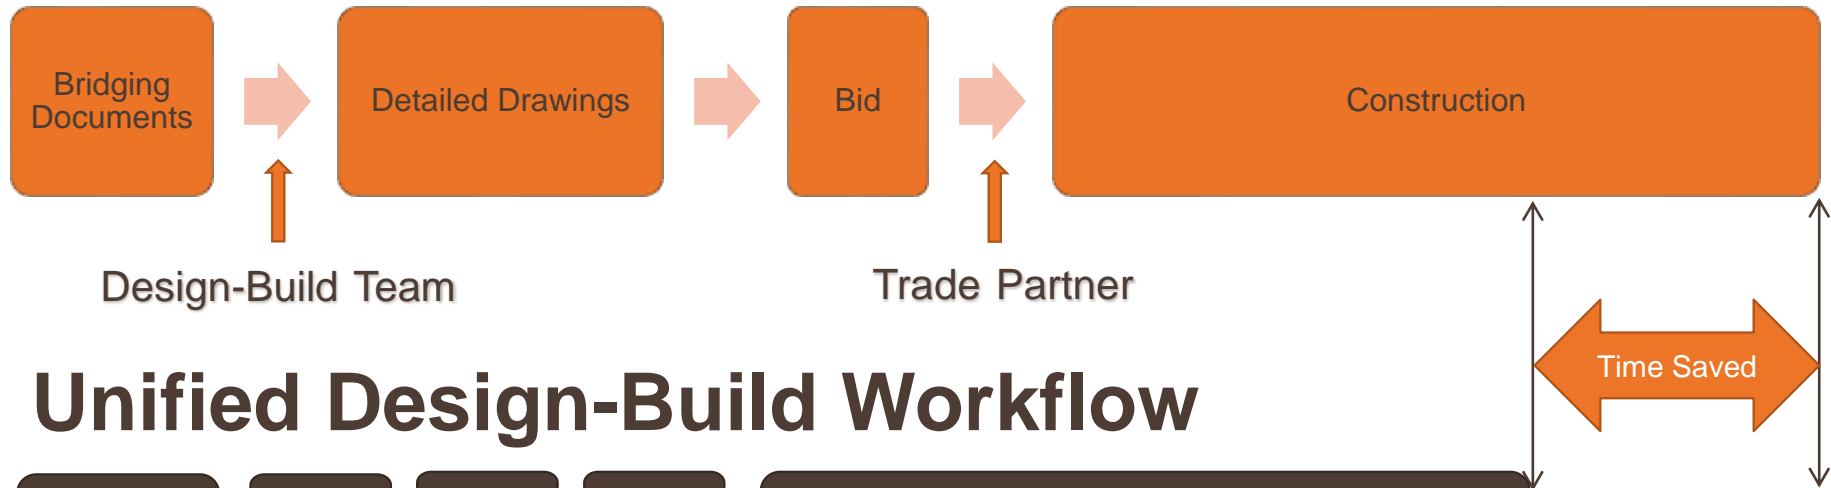 Bridging
Documents
Detailed Drawings
Bid
Construction
Design-Build Team
Trade Partner
Time Saved
Unified Design-Build Workflow